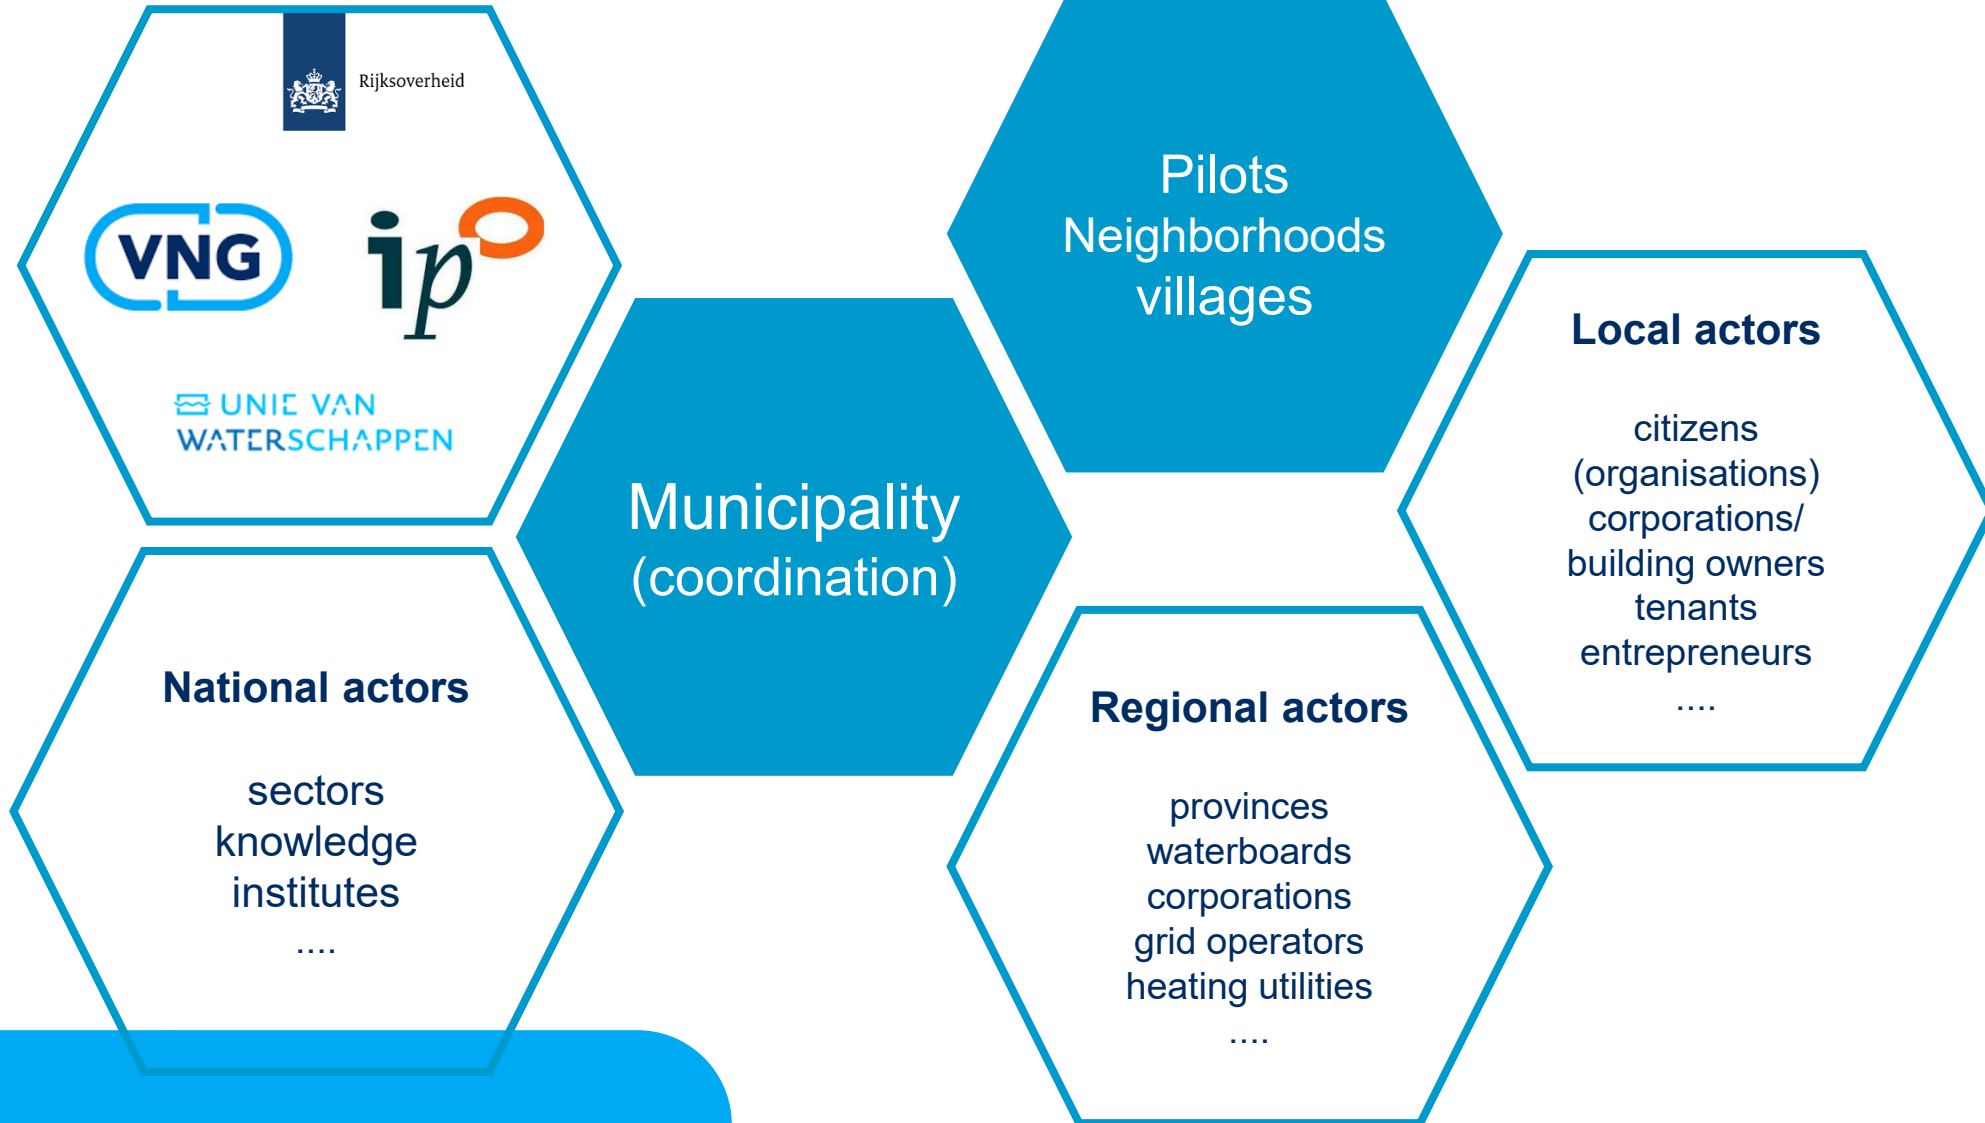 Rijksoverheid
VNG
ipo
UNIE VAN
WATERSCHAPPEN
National actors
sectors
knowledge
institutes
....
Municipality
(coordination)
Pilots
Neighborhoods
villages
Regional actors
provinces
waterboards
corporations
grid operators
heating utilities
....
Local actors
citizens
(organisations)
corporations/
building owners
tenants
entrepreneurs
....